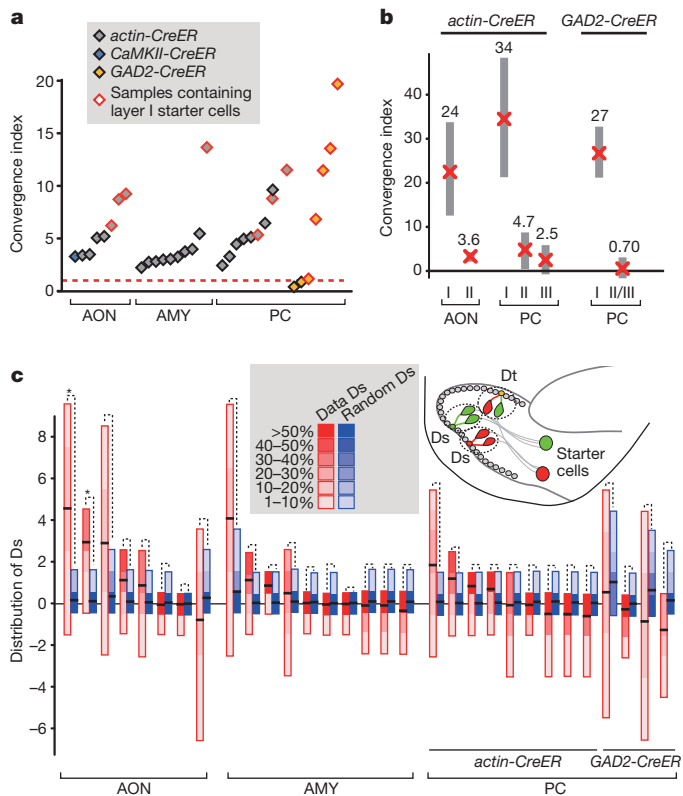 a
actin-CreER
CaMKII-CreER
GAD2-CreER
Samples containing
layer I starter cells
Convergence index
20
15
10
5
0
AON
AMY
PC
b
actin-CreER
GAD2-CreER
Convergence index
40
30
20
10
0
24
3.6
34
4.7
2.5
27
0.70
I II
I II III
I II/III
AON
PC
PC
c
Data Ds
Random Ds
>50%
40–50%
30–40%
20–30%
10–20%
1–10%
Dt
Ds
Ds
Starter
cells
Distribution of Ds
8
6
4
2
0
−2
−4
−6
*
*
actin-CreER
GAD2-CreER
AON
AMY
PC